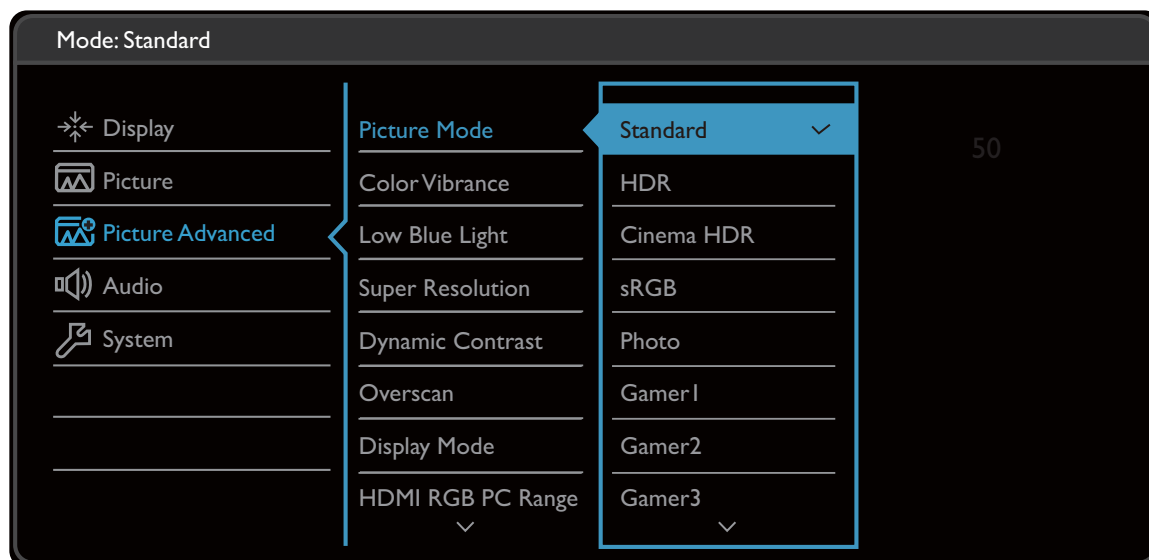 Mode: Standard
Display
Picture
Picture Advanced
Audio
System
Picture Mode
Color Vibrance
Low Blue Light
Super Resolution
Dynamic Contrast
Overscan
Display Mode
HDMI RGB PC Range
Standard
HDR
Cinema HDR
sRGB
Photo
Gamer1
Gamer2
Gamer3
50